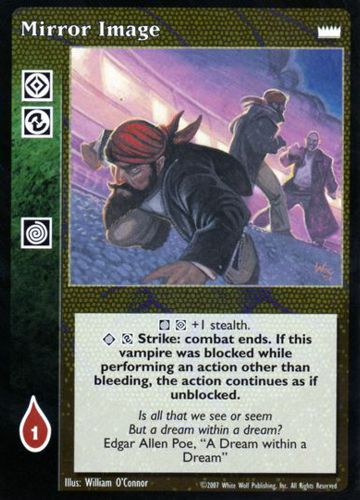 Mirror Image
+1 stealth.
Strike: combat ends. If this
vampire was blocked while
performing an action other than
bleeding, the action continues as if
unblocked.
Is all that we see or seem
But a dream within a dream?
Edgar Allen Poe, "A Dream within a
Dream"
1
Illus: William O'Connor
©2007 White Wolf Publishing, Inc. All Rights Reserved